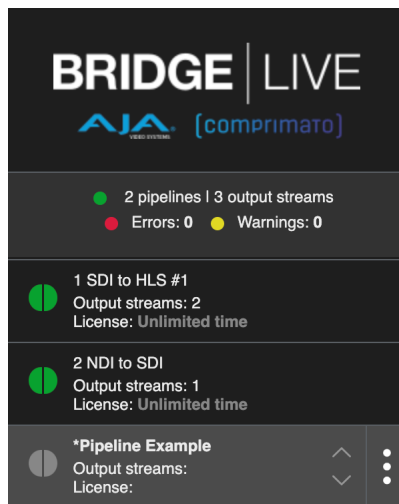 BRIDGE LIVE
AJA VIDEO SYSTEMS (comprimato)
2 pipelines I 3 output streams
Errors: 0 Warnings: 0
1 SDI to HLS #1
Output streams: 2
License: Unlimited time
2 NDI to SDI
Output streams: 1
License: Unlimited time
*Pipeline Example
Output streams:
License: